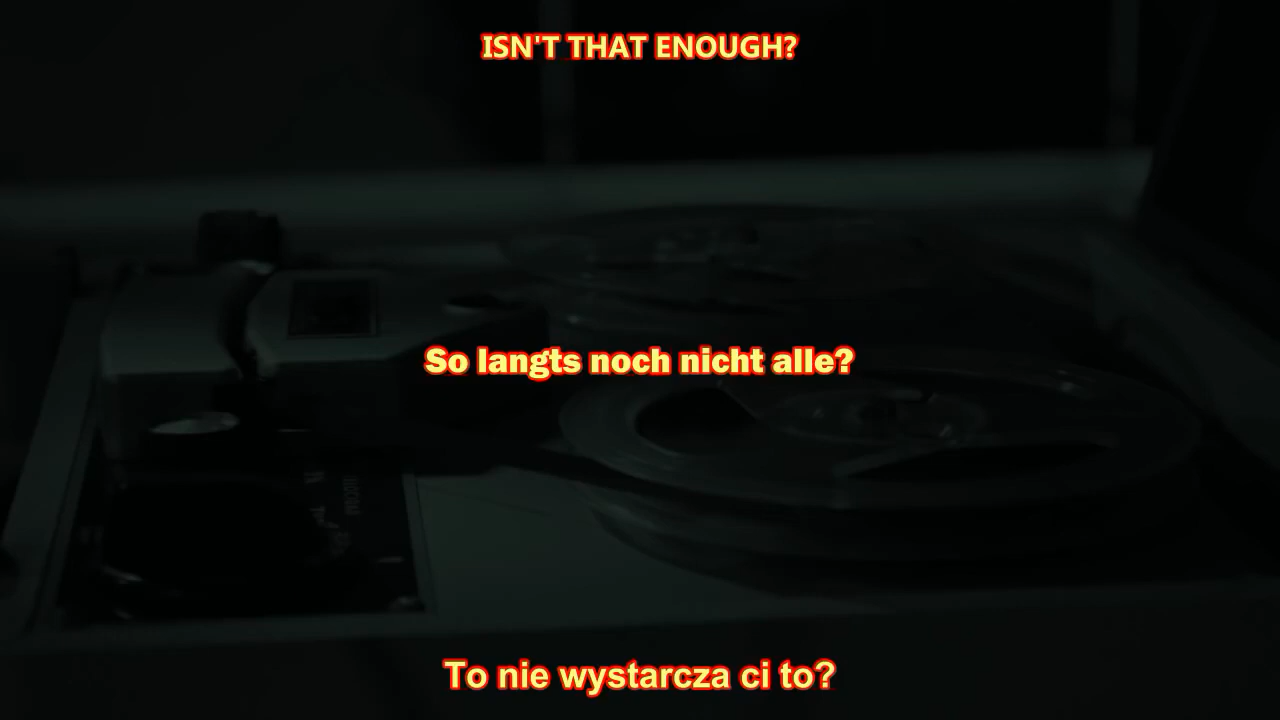 ISN'T THAT ENOUGH?
So langts noch nicht alle?
To nie wystarcza ci to?